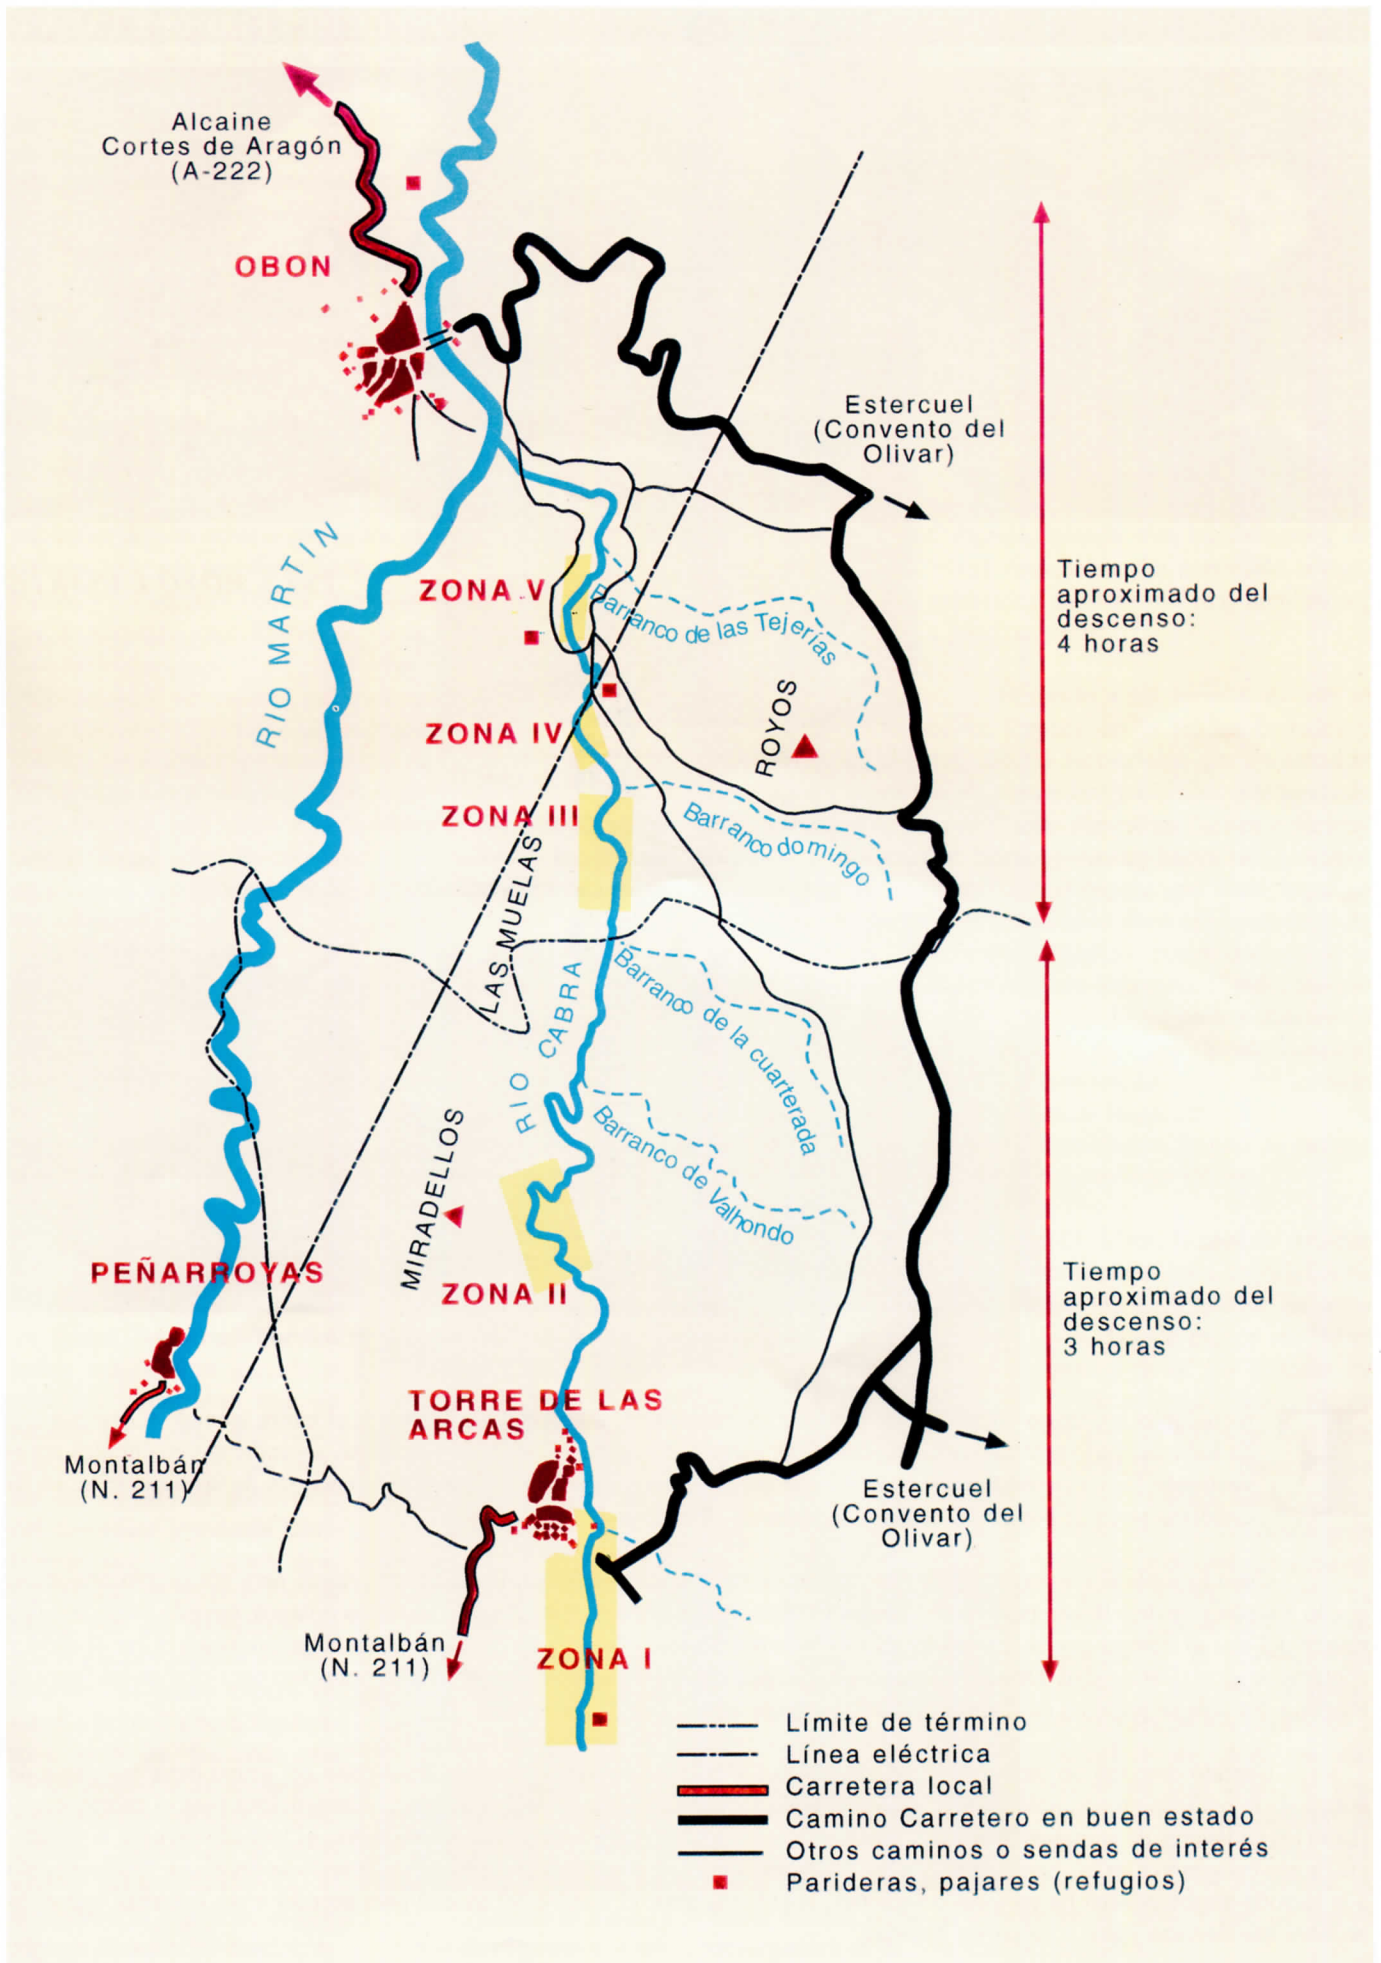 Alcaine
Cortes de Aragón
(A-222)
OBON
Estercuel
(Convento del
Olivar)
RIO MARTIN
ZONA V
Barranco de las Tejerías
Tiempo
aproximado del
descenso:
4 horas
ROYOS
ZONA IV
ZONA III
Barranco domingo
LAS MUELAS
RIO CABRA
Barranco de la cuarterada
Barranco de Valhondo
MIRADELLOS
PEÑARROYAS
ZONA II
Tiempo
aproximado del
descenso:
3 horas
TORRE DE LAS
ARCAS
Montalbán
(N. 211)
Estercuel
(Convento del
Olivar)
Montalbán
(N. 211)
ZONA I
Límite de término
Línea eléctrica
Carretera local
Camino Carretero en buen estado
Otros caminos o sendas de interés
Parideras, pajares (refugios)